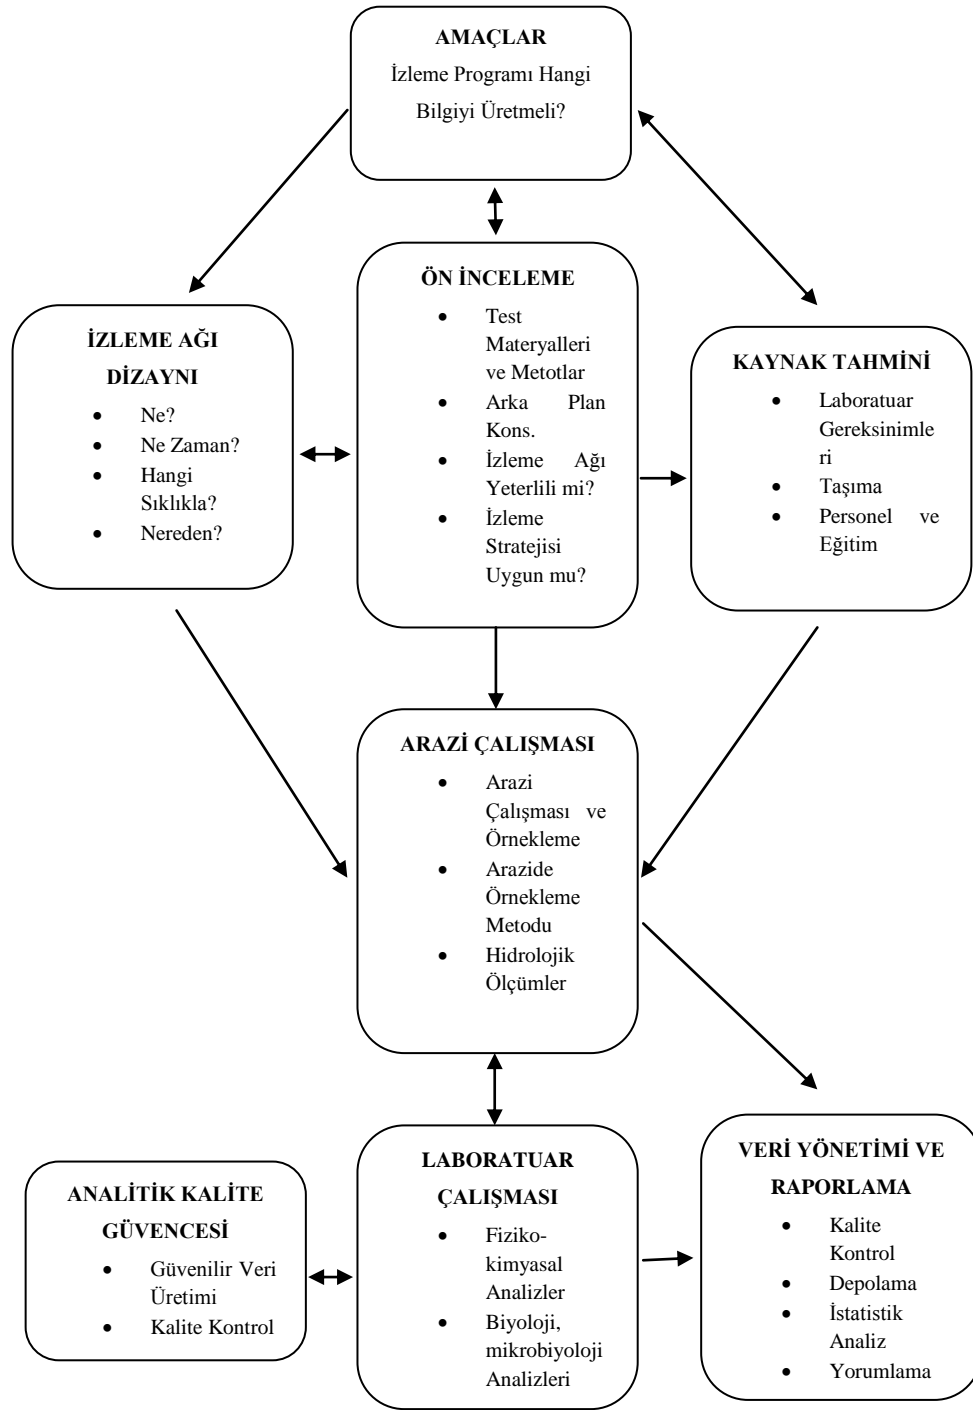 AMAÇLAR
İzleme Programı Hangi
Bilgiyi Üretmeli?
ÖN İNCELEME
• Test
Materyalleri
ve Metotlar
• Arka Plan
Kons.
• İzleme Ağı
Yeterlili mi?
• İzleme
Stratejisi
Uygun mu?
İZLEME AĞI
DİZAYNI
• Ne?
• Ne Zaman?
• Hangi
Sıklıkla?
• Nereden?
KAYNAK TAHMİNİ
• Laboratuar
Gereksinimle
ri
• Taşıma
• Personel ve
Eğitim
ARAZİ ÇALIŞMASI
• Arazi
Çalışması ve
Örnekleme
• Arazide
Örnekleme
Metodu
• Hidrolojik
Ölçümler
LABORATUAR
ÇALIŞMASI
• Fiziko-
kimyasal
Analizler
• Biyoloji,
mikrobiyoloji
Analizleri
ANALİTİK KALİTE
GÜVENCESİ
• Güvenilir Veri
Üretimi
• Kalite Kontrol
VERİ YÖNETİMİ VE
RAPORLAMA
• Kalite
Kontrol
• Depolama
• İstatistik
Analiz
• Yorumlama